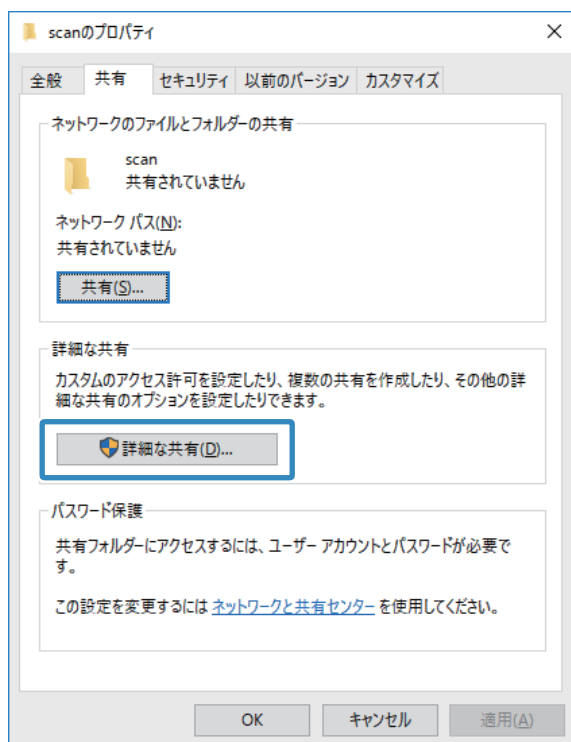 scanのプロパティ
全般 共有 セキュリティ 以前のバージョン カスタマイズ
ネットワークのファイルとフォルダーの共有
scan
共有されていません
ネットワーク パス(N):
共有されていません
共有(S)...
詳細な共有
カスタムのアクセス許可を設定したり、複数の共有を作成したり、その他の詳
細な共有のオプションを設定したりできます。
詳細な共有(D)...
パスワード保護
共有フォルダーにアクセスするには、ユーザー アカウントとパスワードが必要で
す。
この設定を変更するには ネットワークと共有センター を使用してください。
OK キャンセル 適用(A)